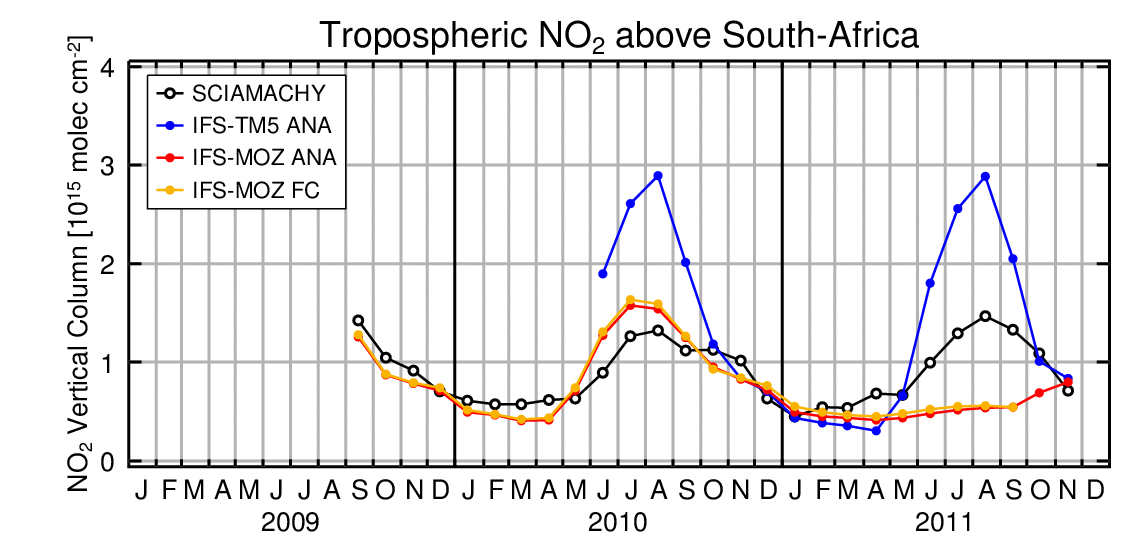 Tropospheric NO2 above South-Africa
NO2 Vertical Column [10^15 molec cm^-2]
4
3
2
1
0
SCIAMACHY
IFS-TM5 ANA
IFS-MOZ ANA
IFS-MOZ FC
J F M A M J J A S O N D J F M A M J J A S O N D J F M A M J J A S O N D
2009 2010 2011